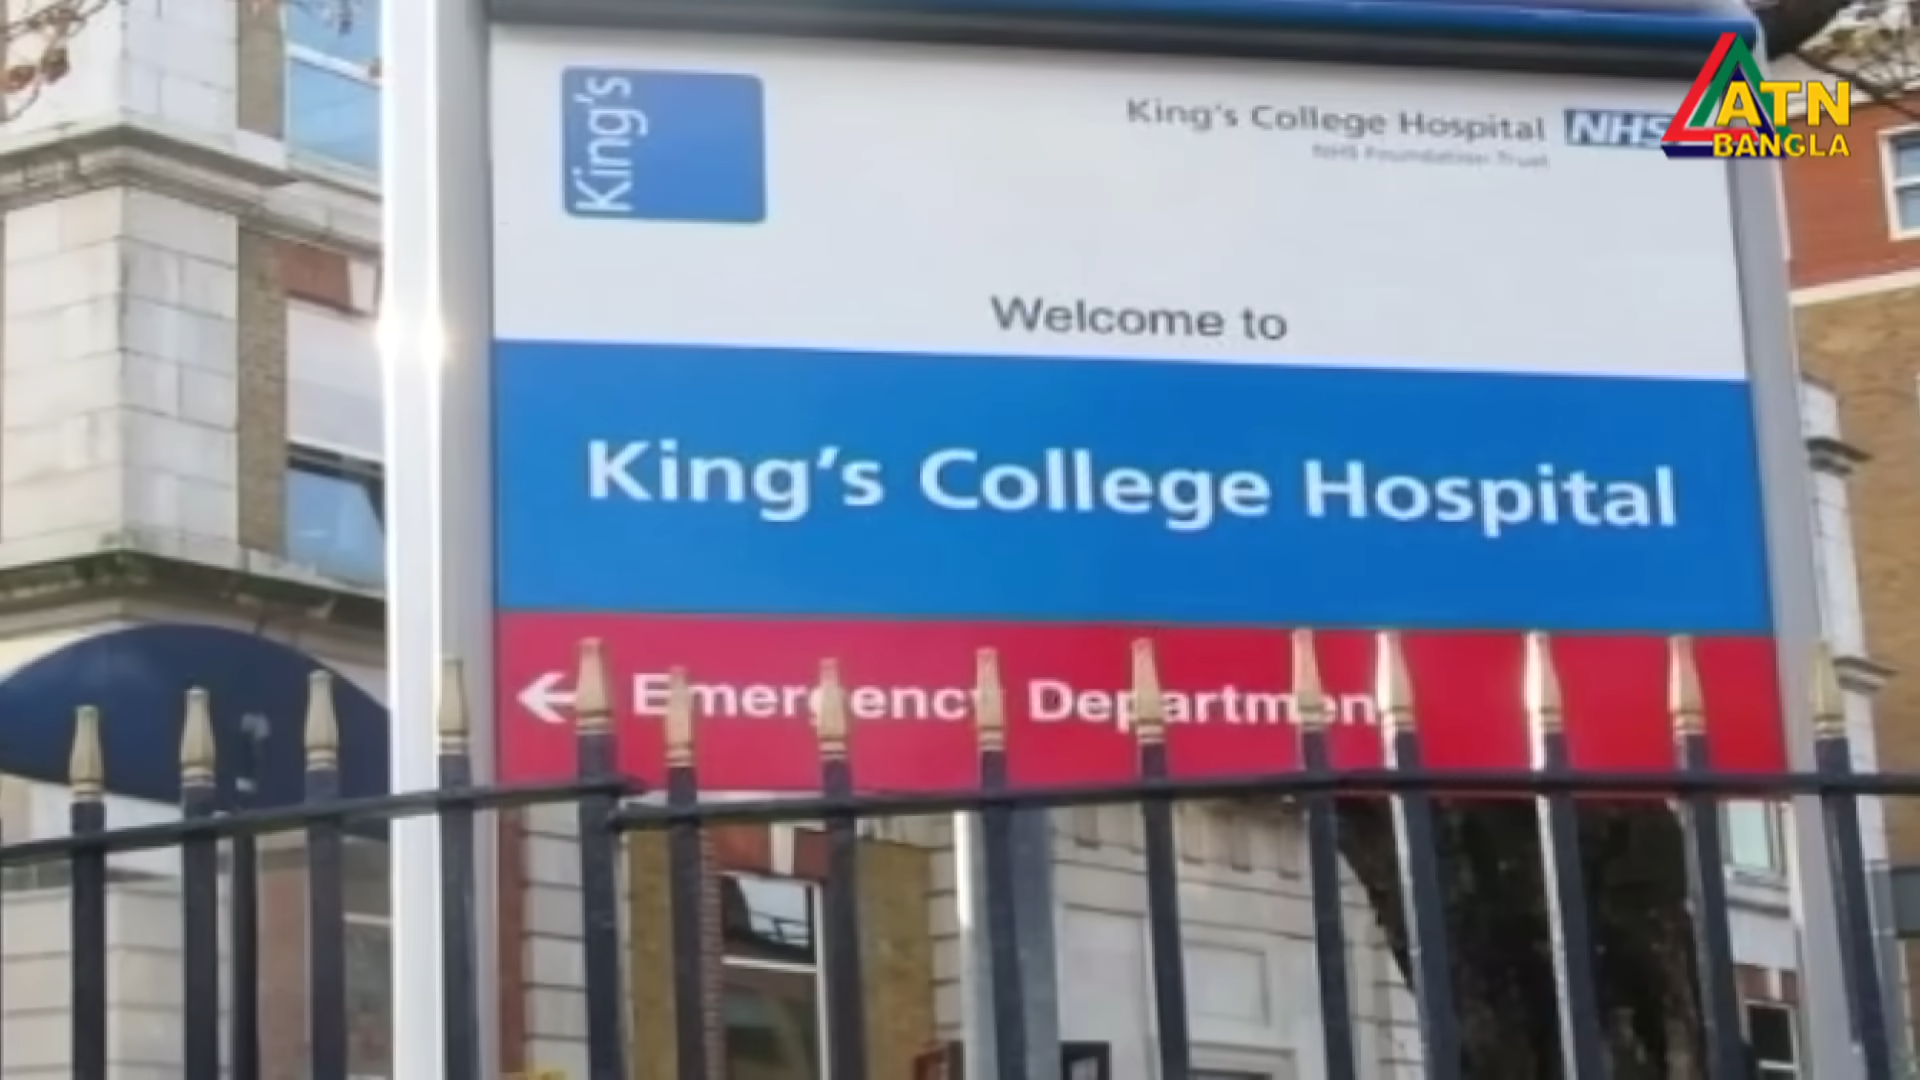 King's
King's College Hospital NHS
NHS Foundation Trust
ATN
BANGLA
Welcome to
King's College Hospital
← Emergency Department